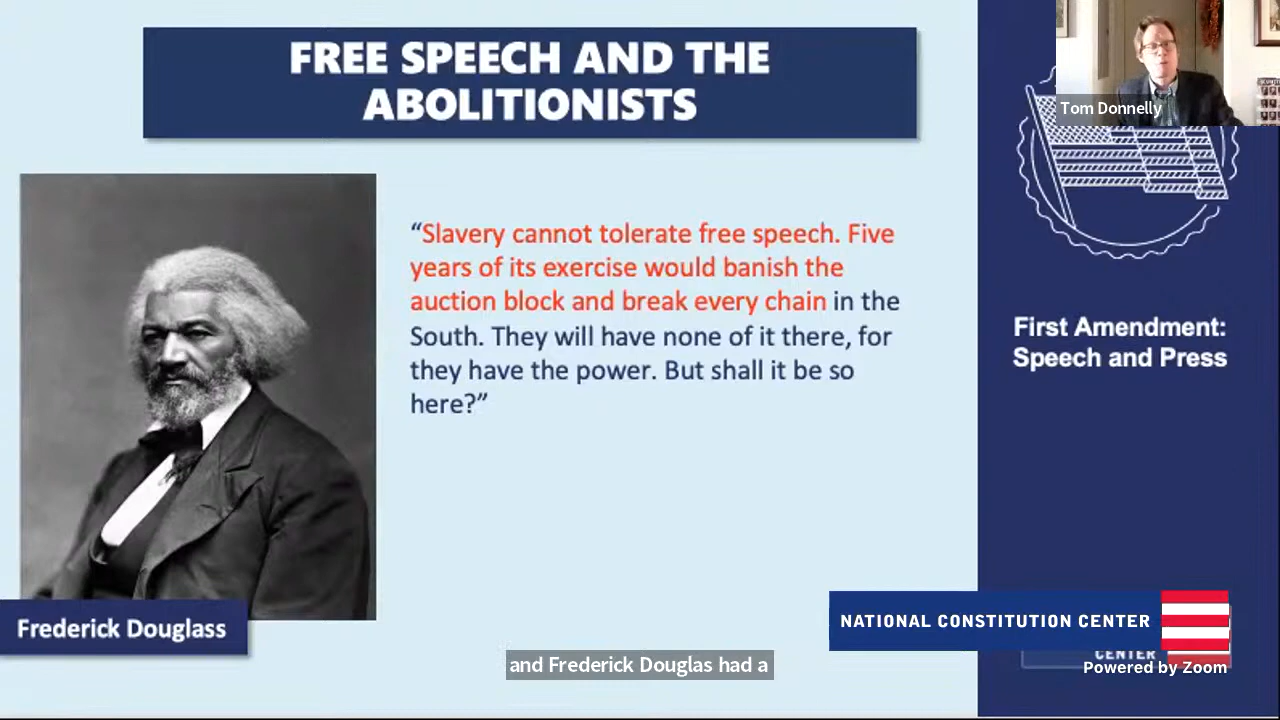 FREE SPEECH AND THE
ABOLITIONISTS
Tom Donnelly
“Slavery cannot tolerate free speech. Five
years of its exercise would banish the
auction block and break every chain in the
South. They will have none of it there, for
they have the power. But shall it be so
here?”
First Amendment:
Speech and Press
Frederick Douglass
NATIONAL CONSTITUTION CENTER
CENTER
Powered by Zoom
and Frederick Douglas had a